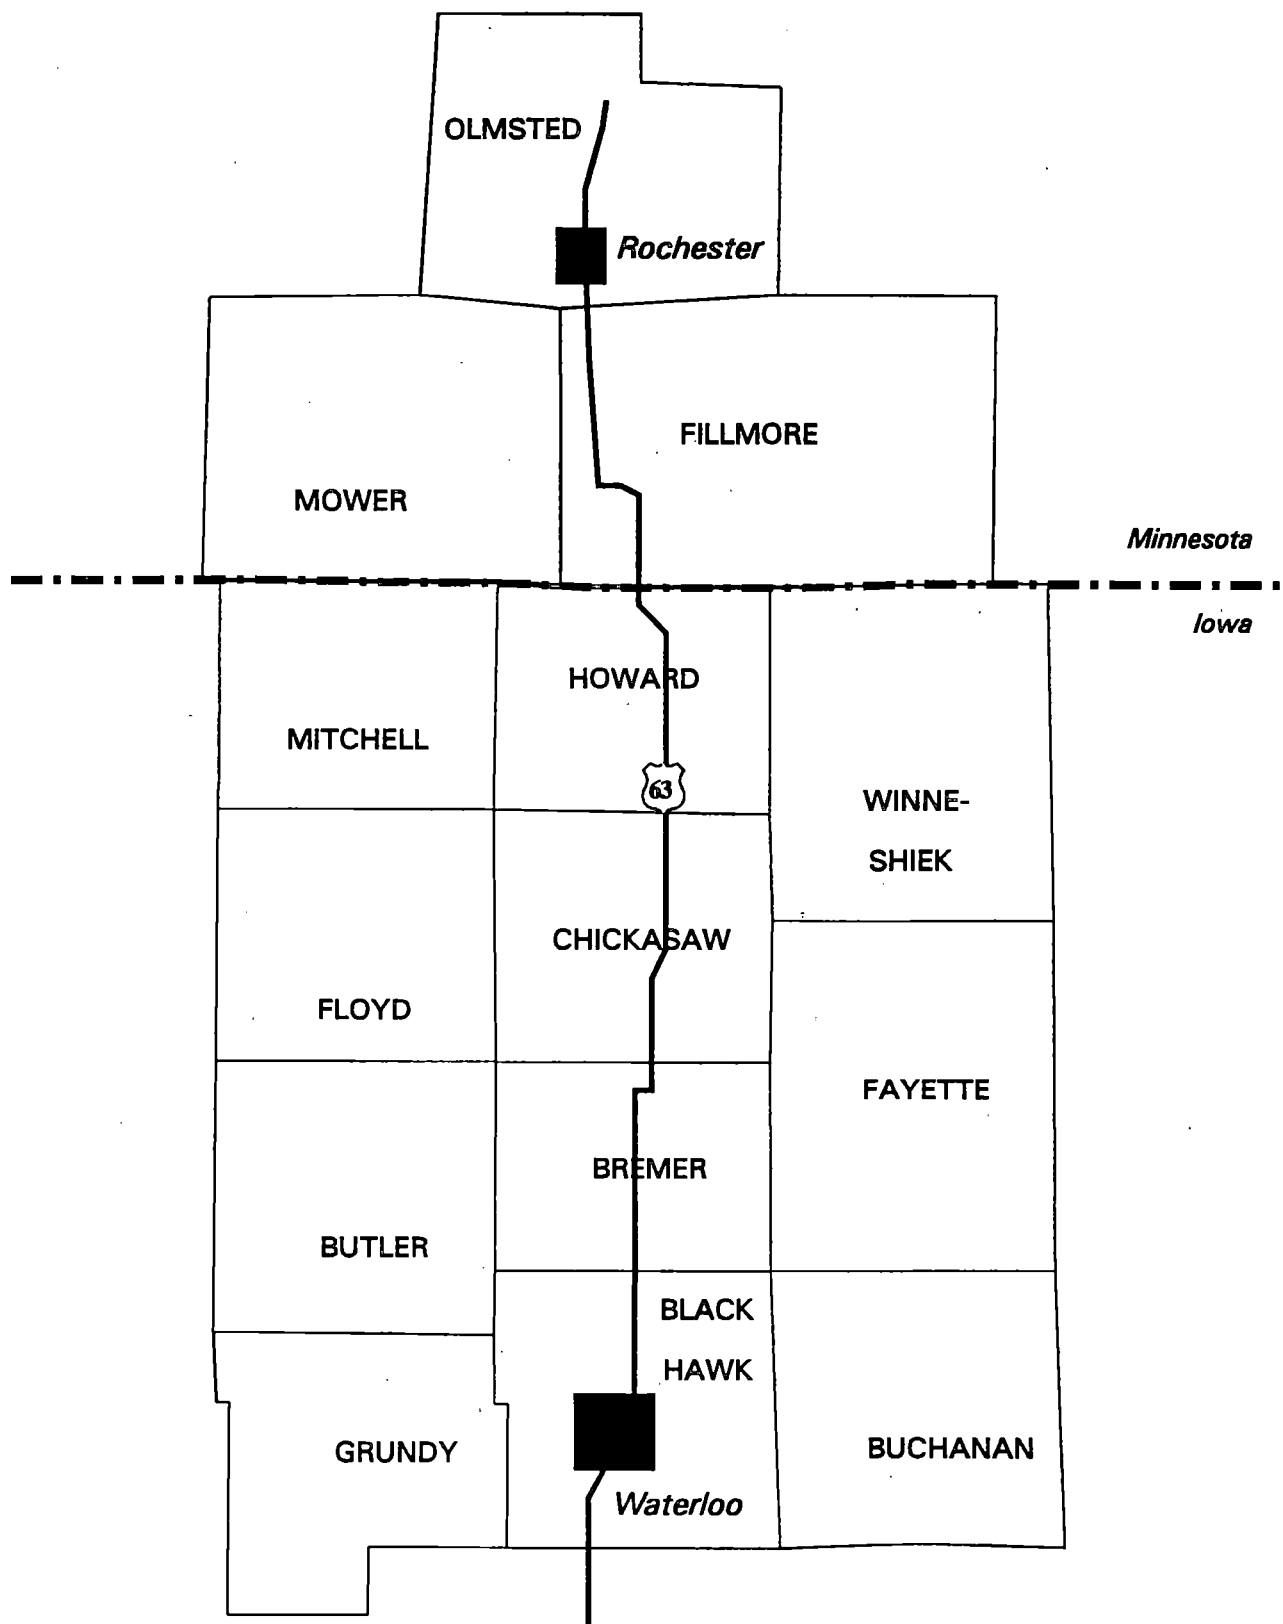 OLMSTED
Rochester
FILLMORE
MOWER
Minnesota
Iowa
HOWARD
MITCHELL
63
WINNE-
SHIEK
CHICKASAW
FLOYD
FAYETTE
BREMER
BUTLER
BLACK
HAWK
GRUNDY
BUCHANAN
Waterloo